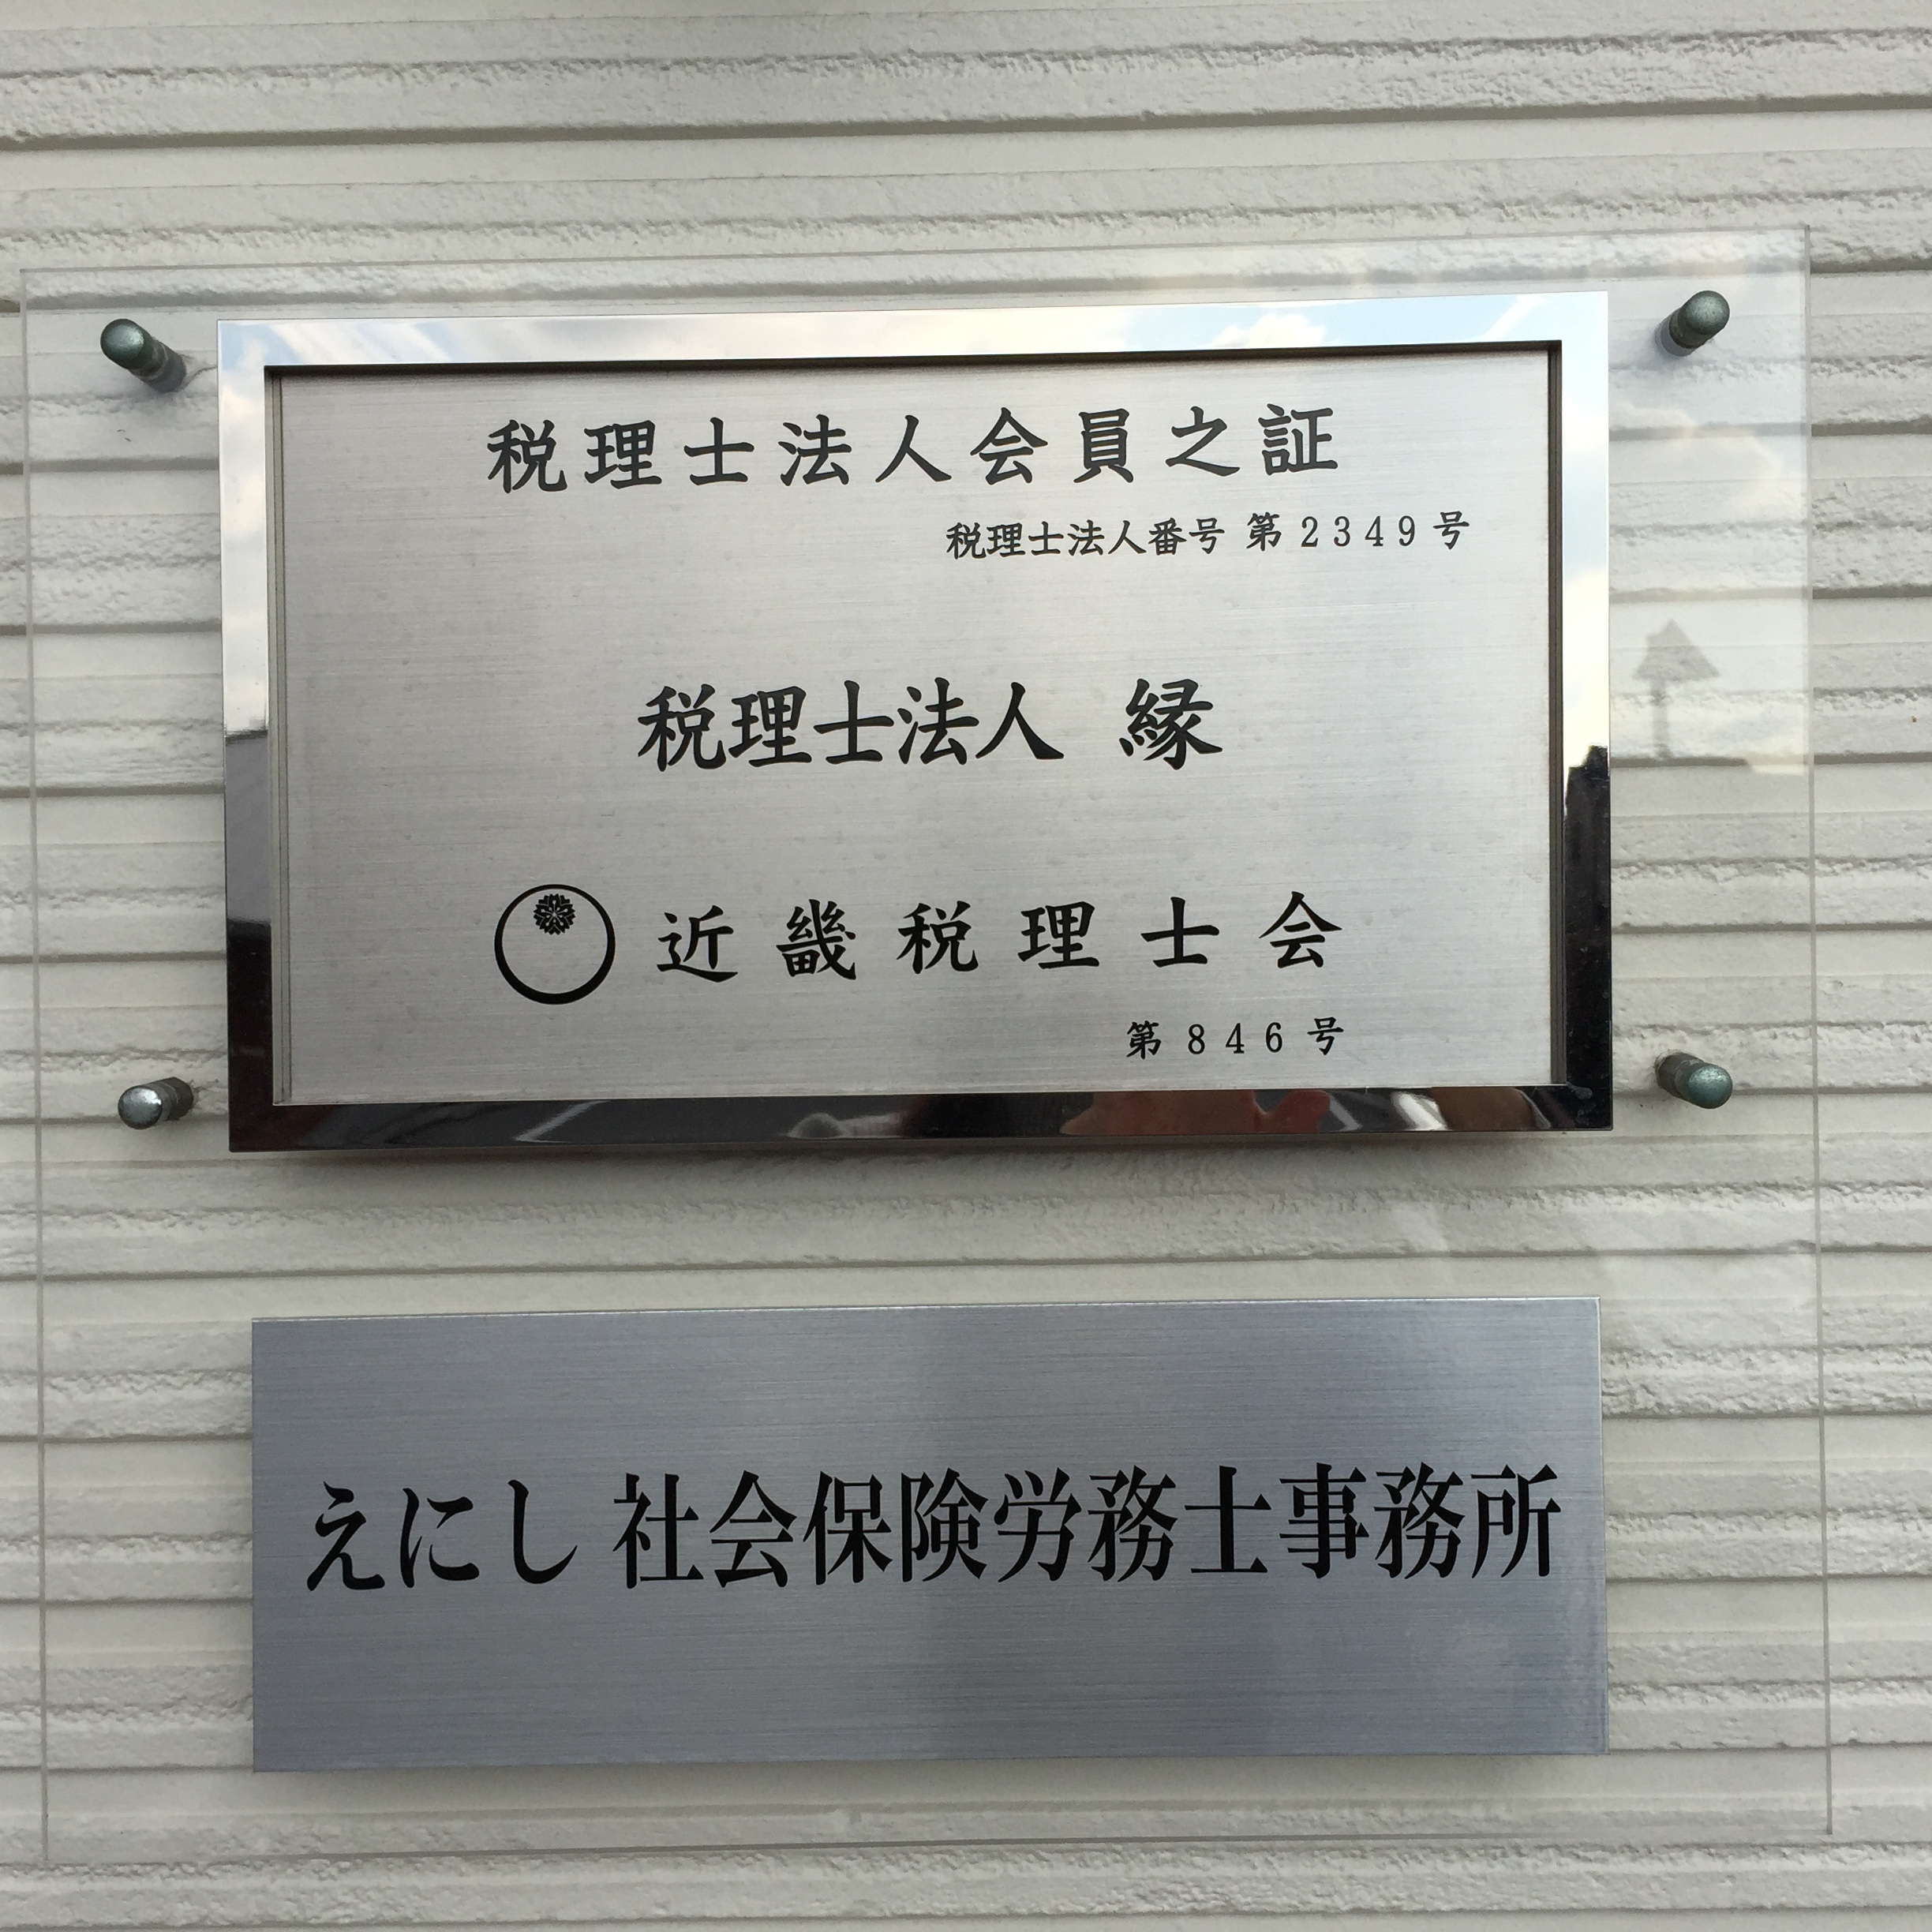 税理士法人会員之証
税理士法人番号 第2349号
税理士法人 縁
近畿税理士会
第846号
えにし 社会保険労務士事務所